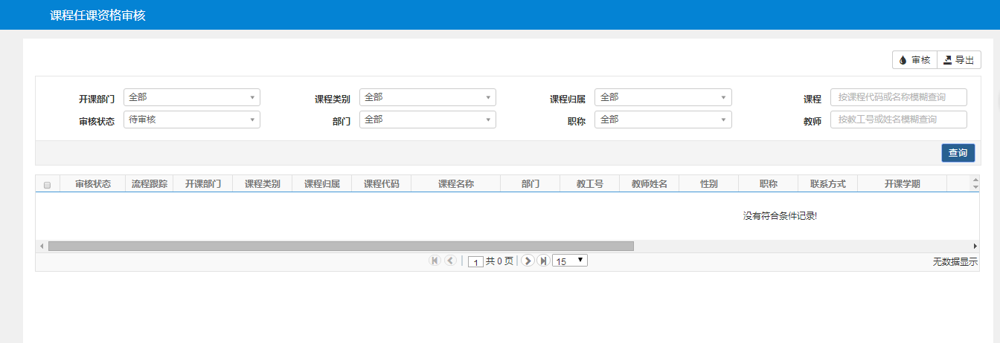 课程任课资格审核
审核 导出
开课部门 全部 课程类别 全部 课程归属 全部 课程 按课程代码或名称模糊查询
审核状态 待审核 部门 全部 职称 全部 教师 按教工号或姓名模糊查询
查询
审核状态 流程跟踪 开课部门 课程类别 课程归属 课程代码 课程名称 部门 教工号 教师姓名 性别 职称 联系方式 开课学期
没有符合条件记录!
1 共 0 页 15 无数据显示